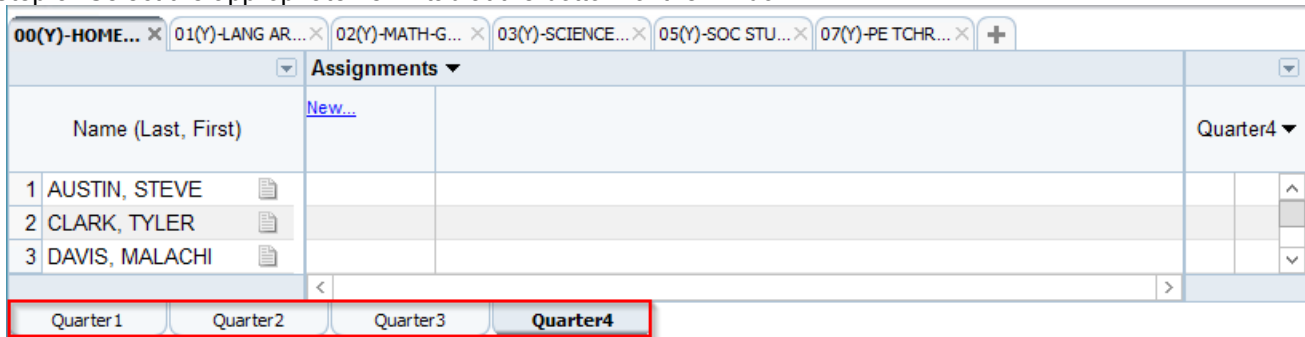 00(Y)-HOME... 01(Y)-LANG AR... 02(Y)-MATH-G... 03(Y)-SCIENCE... 05(Y)-SOC STU... 07(Y)-PE TCHR...
Assignments
Name (Last, First) New... Quarter4
1 AUSTIN, STEVE
2 CLARK, TYLER
3 DAVIS, MALACHI
Quarter1 Quarter2 Quarter3 Quarter4